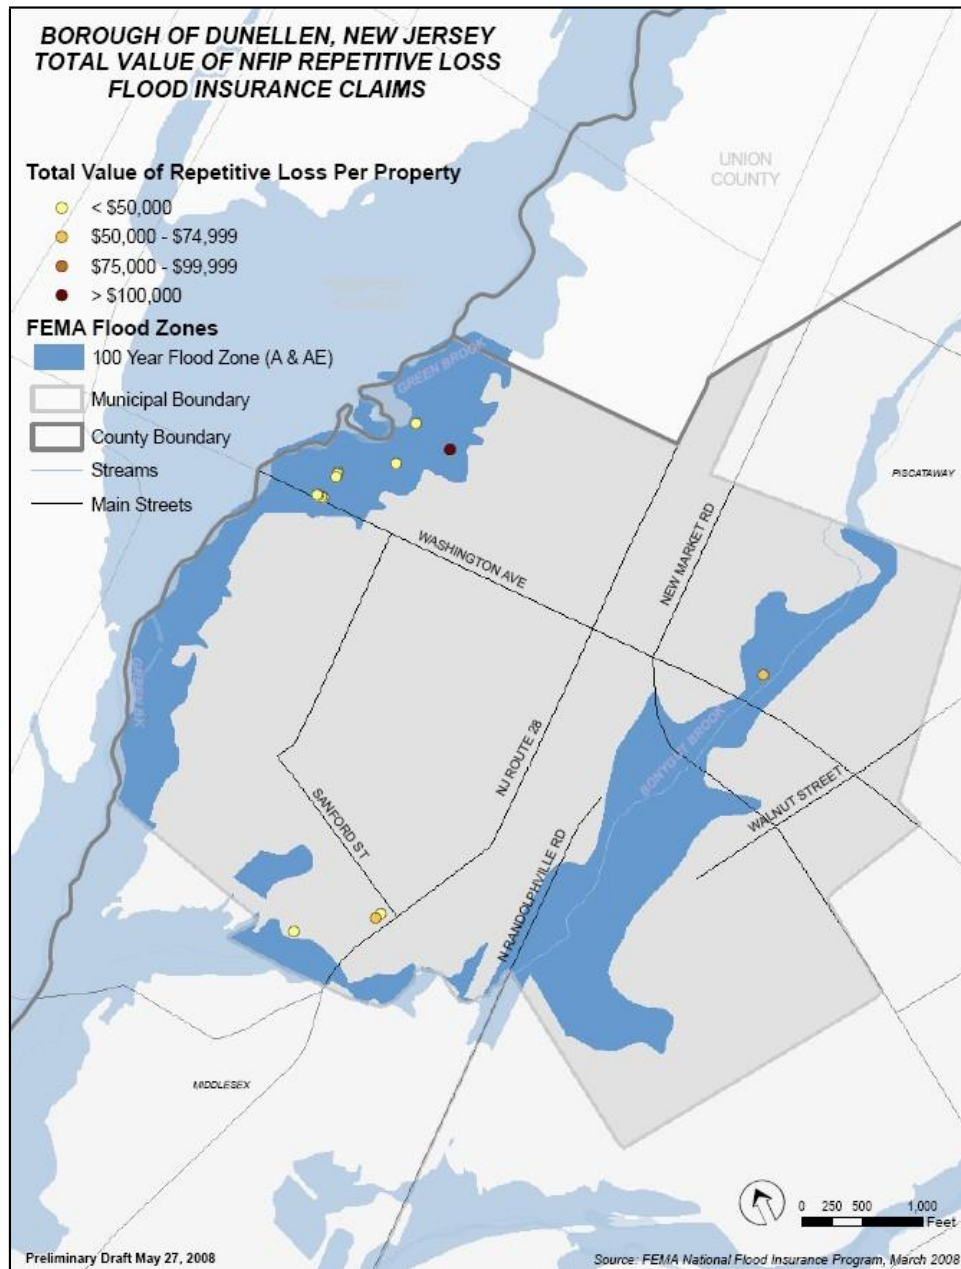 BOROUGH OF DUNELLEN, NEW JERSEY
TOTAL VALUE OF NFIP REPETITIVE LOSS
FLOOD INSURANCE CLAIMS
UNION
COUNTY
Total Value of Repetitive Loss Per Property
< $50,000
$50,000 - $74,999
$75,000 - $99,999
> $100,000
FEMA Flood Zones
100 Year Flood Zone (A & AE)
Municipal Boundary
County Boundary
Streams
Main Streets
GREEN BROOK
PISCATAWAY
WASHINGTON AVE
NEW MARKET RD
GREEN BK
BONYGUT BROOK
NJ ROUTE 28
SANFORD ST
WALNUT STREET
N RANDOLPHVILLE RD
MIDDLESEX
0 250 500 1,000
Feet
Preliminary Draft May 27, 2008
Source: FEMA National Flood Insurance Program, March 2008